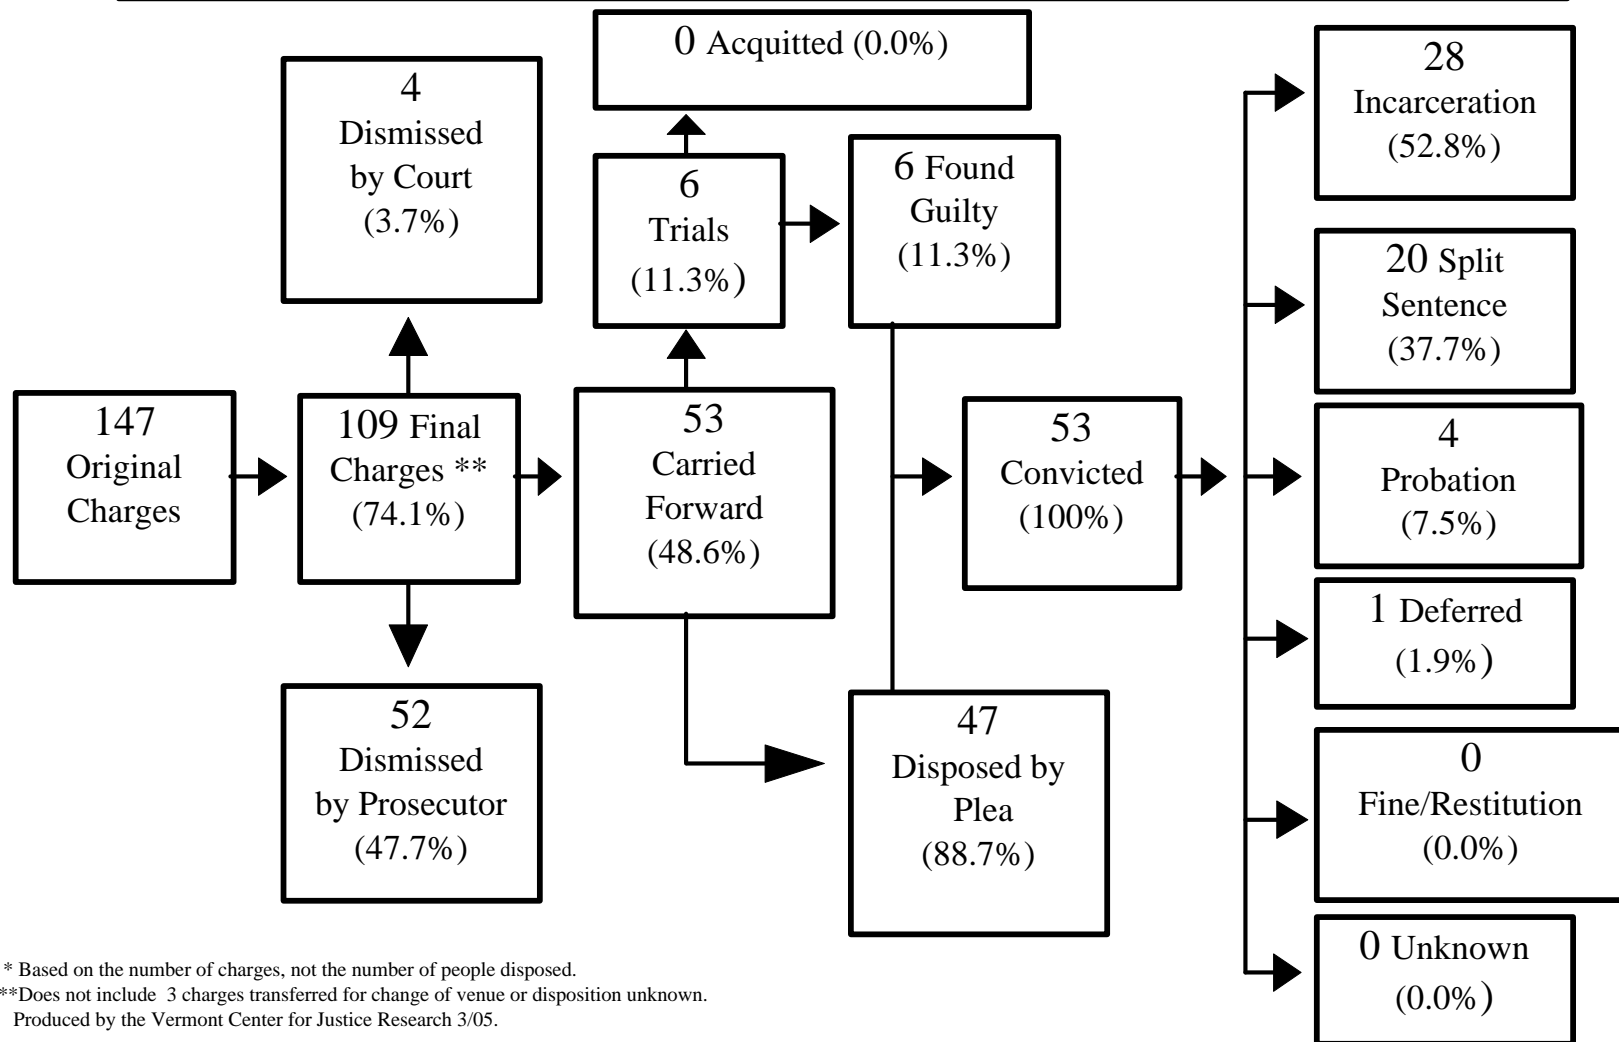 0 Acquitted (0.0%)
4
Dismissed
by Court
(3.7%)
6
Trials
(11.3%)
6 Found
Guilty
(11.3%)
147
Original
Charges
109 Final
Charges **
(74.1%)
53
Carried
Forward
(48.6%)
53
Convicted
(100%)
52
Dismissed
by Prosecutor
(47.7%)
47
Disposed by
Plea
(88.7%)
28
Incarceration
(52.8%)
20 Split
Sentence
(37.7%)
4
Probation
(7.5%)
1 Deferred
(1.9%)
0
Fine/Restitution
(0.0%)
0 Unknown
(0.0%)
* Based on the number of charges, not the number of people disposed.
**Does not include 3 charges transferred for change of venue or disposition unknown.
Produced by the Vermont Center for Justice Research 3/05.